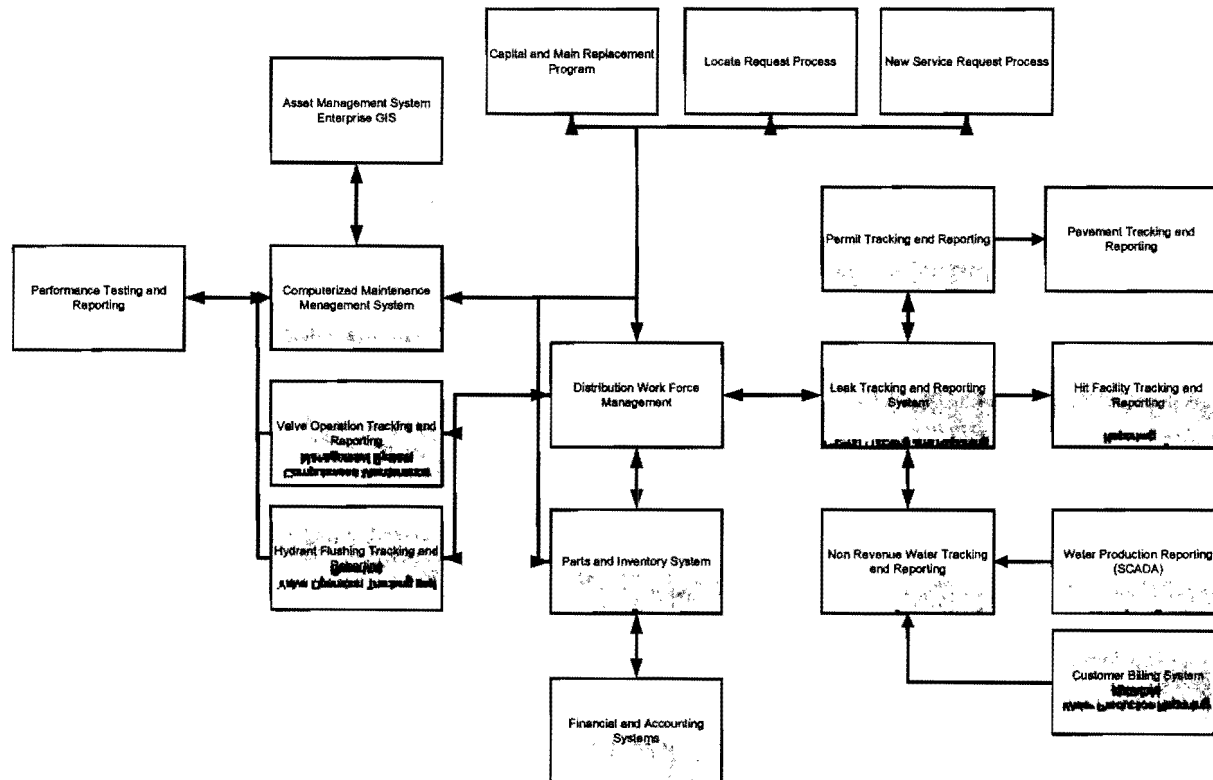 Capital and Main Replacement
Program
Locata Request Process
New Service Request Process
Asset Management System
Enterprise GIS
Permit Tracking and Reporting
Pavement Tracking and
Reporting
Performance Testing and
Reporting
Computerized Maintenance
Management System
Distribution Work Force
Management
Leak Tracking and Reporting
System
Hit Facility Tracking and
Reporting
Valve Operation Tracking and
Reporting
Hydrant Flushing Tracking and
Reporting
Parts and Inventory System
Non Revenue Water Tracking
and Reporting
Water Production Reporting
(SCADA)
Customer Billing System
Financial and Accounting
Systems